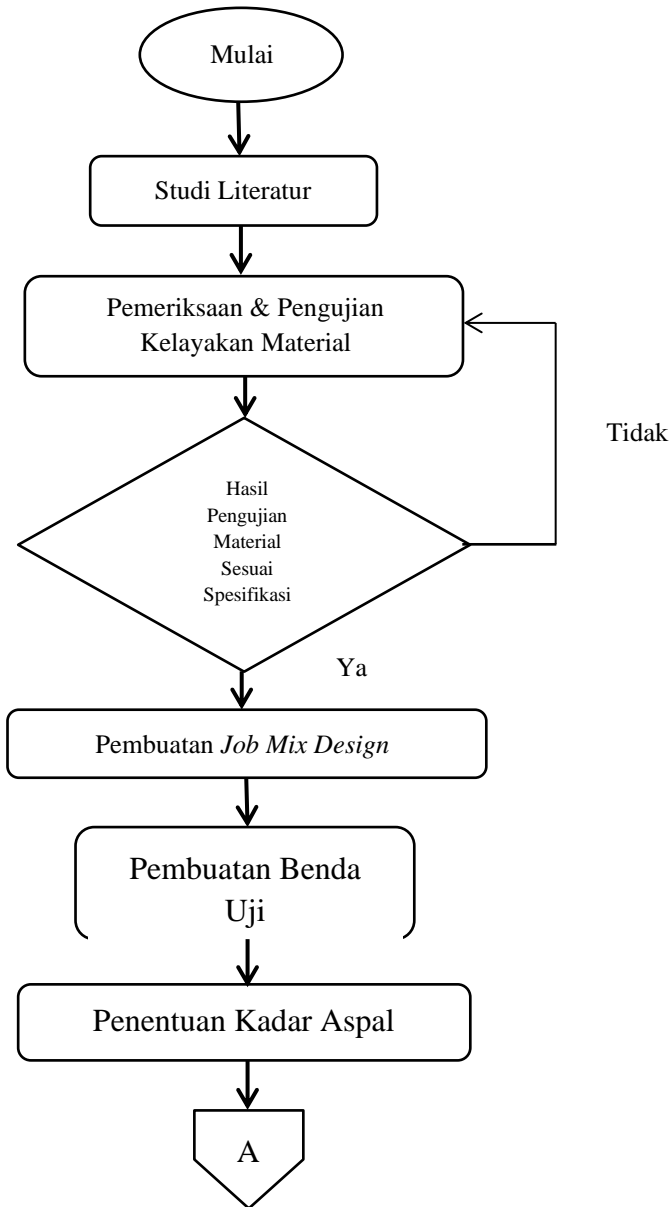 Mulai
Studi Literatur
Pemeriksaan & Pengujian
Kelayakan Material
Tidak
Hasil
Pengujian
Material
Sesuai
Spesifikasi
Ya
Pembuatan Job Mix Design
Pembuatan Benda
Uji
Penentuan Kadar Aspal
A